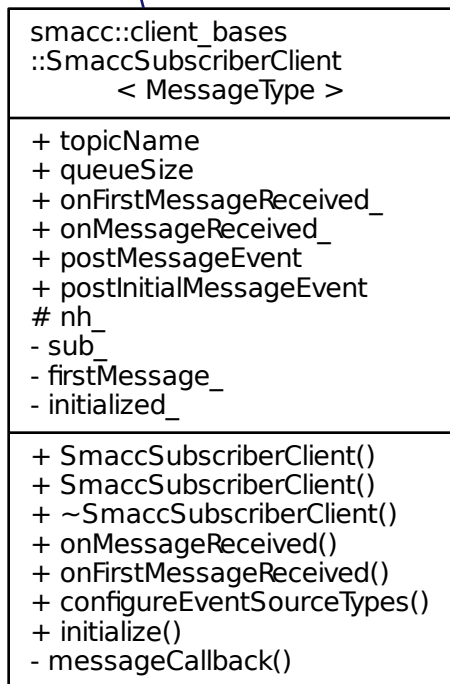 smacc::client_bases
::SmaccSubscriberClient
< MessageType >
+ topicName
+ queueSize
+ onFirstMessageReceived_
+ onMessageReceived_
+ postMessageEvent
+ postInitialMessageEvent
# nh_
- sub_
- firstMessage_
- initialized_
+ SmaccSubscriberClient()
+ SmaccSubscriberClient()
+ ~SmaccSubscriberClient()
+ onMessageReceived()
+ onFirstMessageReceived()
+ configureEventSourceTypes()
+ initialize()
- messageCallback()